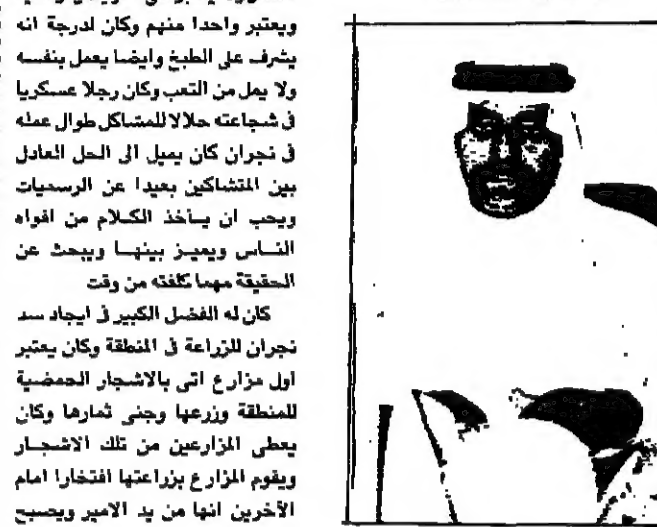 ويعتبر واحدا منهم وكان لدرجة انه
يشرف على الطبخ وايضا يعمل بنفسه
ولا يمل من التعب وكان رجلا عسكريا
في شجاعته حلالا للمشاكل طوال عمله
في نجران كان يميل الى الحل العادل
بين المتشاكين بعيدا عن الرسميات
ويحب ان يأخذ الكلام من افواه
الناس ويميز بينها ويبحث عن
الحقيقة مهما كلفته من وقت
كان له الفضل الكبير في ايجاد سد
نجران للزراعة في المنطقة وكان يعتبر
اول مزارع اتى بالاشجار الحمضية
للمنطقة وزرعها وجنى ثمارها وكان
يعطى المزارعين من تلك الاشجار
ويقوم المزارع بزراعتها افتخارا امام
الآخرين انها من يد الامير ويصبح